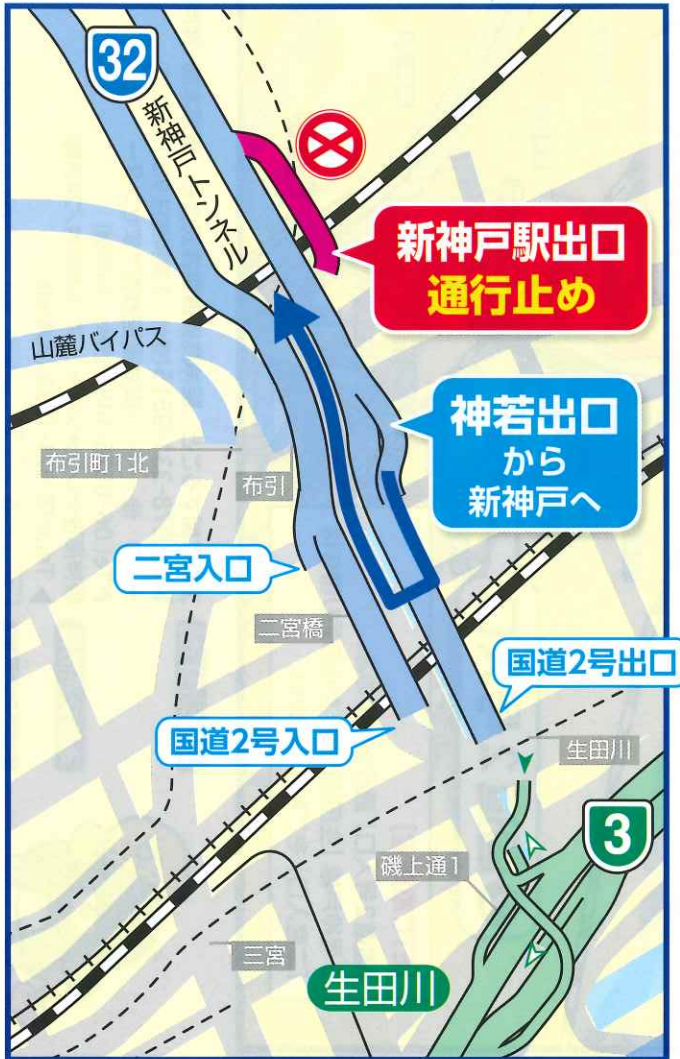 32
新神戸トンネル
新神戸駅出口
通行止め
山麓バイパス
神若出口
から
新神戸へ
布引町1北
布引
二宮入口
二宮橋
国道2号出口
国道2号入口
生田川
3
磯上通1
三宮
生田川